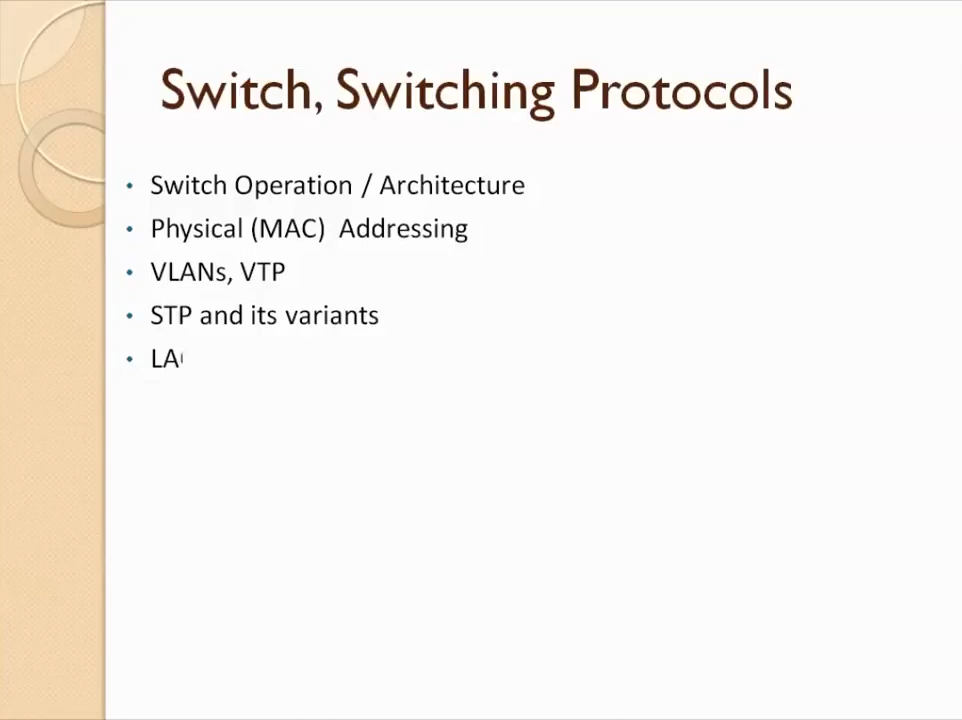 Switch, Switching Protocols
• Switch Operation / Architecture
• Physical (MAC) Addressing
• VLANs, VTP
• STP and its variants
• LA